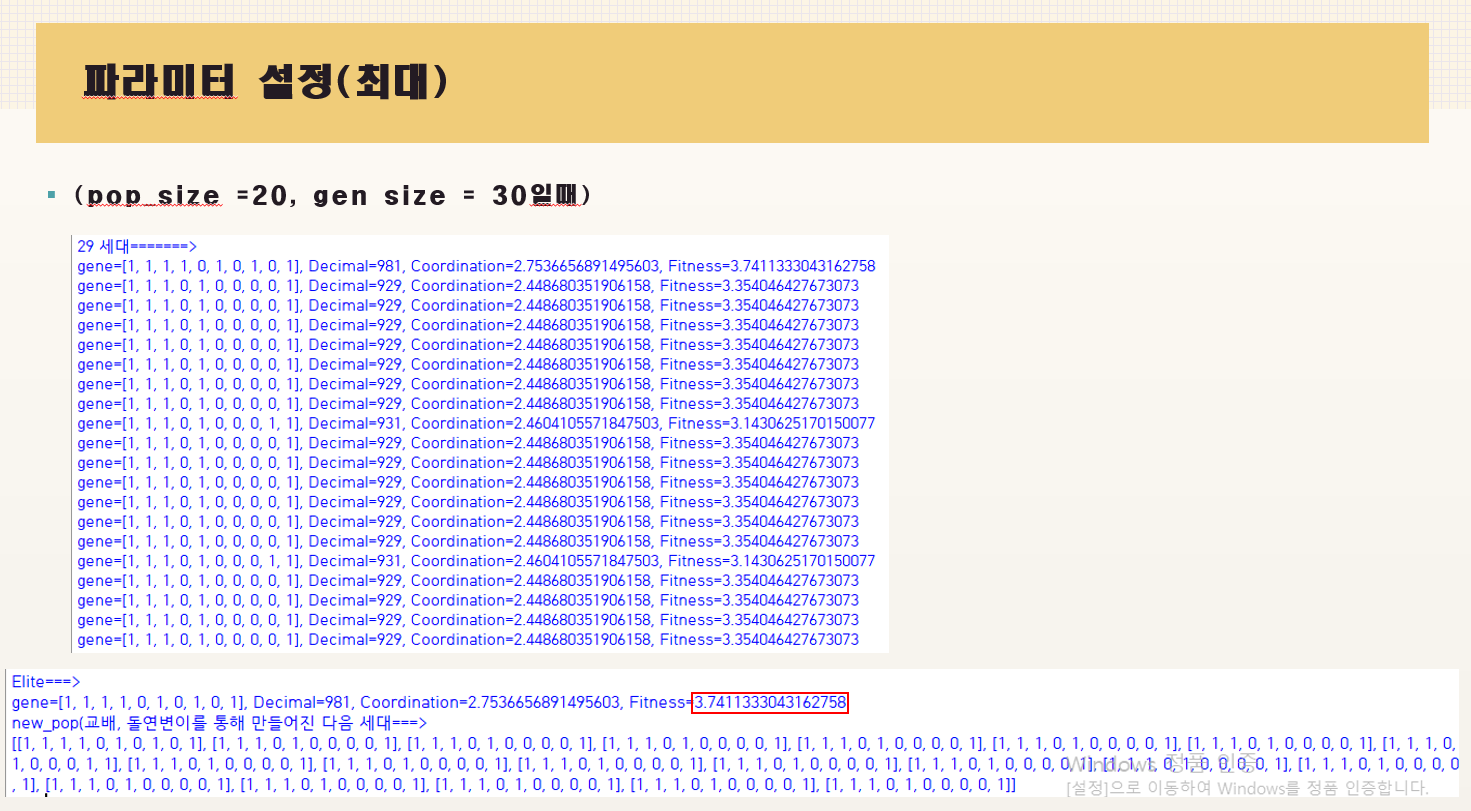 파라미터 설정(최대)
(pop_size =20, gen size = 30일때)
29 세대=======>
gene=[1, 1, 1, 1, 0, 1, 0, 1, 0, 1], Decimal=981, Coordination=2.7536656891495603, Fitness=3.7411333043162758
gene=[1, 1, 1, 0, 1, 0, 0, 0, 0, 1], Decimal=929, Coordination=2.448680351906158, Fitness=3.354046427673073
gene=[1, 1, 1, 0, 1, 0, 0, 0, 0, 1], Decimal=929, Coordination=2.448680351906158, Fitness=3.354046427673073
gene=[1, 1, 1, 0, 1, 0, 0, 0, 0, 1], Decimal=929, Coordination=2.448680351906158, Fitness=3.354046427673073
gene=[1, 1, 1, 0, 1, 0, 0, 0, 0, 1], Decimal=929, Coordination=2.448680351906158, Fitness=3.354046427673073
gene=[1, 1, 1, 0, 1, 0, 0, 0, 0, 1], Decimal=929, Coordination=2.448680351906158, Fitness=3.354046427673073
gene=[1, 1, 1, 0, 1, 0, 0, 0, 0, 1], Decimal=929, Coordination=2.448680351906158, Fitness=3.354046427673073
gene=[1, 1, 1, 0, 1, 0, 0, 0, 0, 1], Decimal=929, Coordination=2.448680351906158, Fitness=3.354046427673073
gene=[1, 1, 1, 0, 1, 0, 0, 0, 1, 1], Decimal=931, Coordination=2.4604105571847503, Fitness=3.1430625170150077
gene=[1, 1, 1, 0, 1, 0, 0, 0, 0, 1], Decimal=929, Coordination=2.448680351906158, Fitness=3.354046427673073
gene=[1, 1, 1, 0, 1, 0, 0, 0, 0, 1], Decimal=929, Coordination=2.448680351906158, Fitness=3.354046427673073
gene=[1, 1, 1, 0, 1, 0, 0, 0, 0, 1], Decimal=929, Coordination=2.448680351906158, Fitness=3.354046427673073
gene=[1, 1, 1, 0, 1, 0, 0, 0, 0, 1], Decimal=929, Coordination=2.448680351906158, Fitness=3.354046427673073
gene=[1, 1, 1, 0, 1, 0, 0, 0, 0, 1], Decimal=929, Coordination=2.448680351906158, Fitness=3.354046427673073
gene=[1, 1, 1, 0, 1, 0, 0, 0, 0, 1], Decimal=929, Coordination=2.448680351906158, Fitness=3.354046427673073
gene=[1, 1, 1, 0, 1, 0, 0, 0, 1, 1], Decimal=931, Coordination=2.4604105571847503, Fitness=3.1430625170150077
gene=[1, 1, 1, 0, 1, 0, 0, 0, 0, 1], Decimal=929, Coordination=2.448680351906158, Fitness=3.354046427673073
gene=[1, 1, 1, 0, 1, 0, 0, 0, 0, 1], Decimal=929, Coordination=2.448680351906158, Fitness=3.354046427673073
gene=[1, 1, 1, 0, 1, 0, 0, 0, 0, 1], Decimal=929, Coordination=2.448680351906158, Fitness=3.354046427673073
gene=[1, 1, 1, 0, 1, 0, 0, 0, 0, 1], Decimal=929, Coordination=2.448680351906158, Fitness=3.354046427673073
Elite===>
gene=[1, 1, 1, 1, 0, 1, 0, 1, 0, 1], Decimal=981, Coordination=2.7536656891495603, Fitness=3.7411333043162758
new_pop(교배, 돌연변이를 통해 만들어진 다음 세대===>
[[1, 1, 1, 1, 0, 1, 0, 1, 0, 1], [1, 1, 1, 0, 1, 0, 0, 0, 0, 1], [1, 1, 1, 0, 1, 0, 0, 0, 0, 1], [1, 1, 1, 0, 1, 0, 0, 0, 0, 1], [1, 1, 1, 0, 1, 0, 0, 0, 0, 1], [1, 1, 1, 0, 1, 0, 0, 0, 0, 1], [1, 1, 1, 0, 1, 0, 0, 0, 0, 1], [1, 1, 1, 0,
1, 0, 0, 0, 1, 1], [1, 1, 1, 0, 1, 0, 0, 0, 0, 1], [1, 1, 1, 0, 1, 0, 0, 0, 0, 1], [1, 1, 1, 0, 1, 0, 0, 0, 0, 1], [1, 1, 1, 0, 1, 0, 0, 0, 0, 1], [1, 1, 1, 0, 1, 0, 0, 0, 0, 1], [1, 1, 1, 0, 1, 0, 0, 0, 0, 1], [1, 1, 1, 0, 1, 0, 0, 0, 0
, 1], [1, 1, 1, 0, 1, 0, 0, 0, 0, 1], [1, 1, 1, 0, 1, 0, 0, 0, 0, 1], [1, 1, 1, 0, 1, 0, 0, 0, 0, 1], [1, 1, 1, 0, 1, 0, 0, 0, 0, 1], [1, 1, 1, 0, 1, 0, 0, 0, 0, 1]]
Windows 정품 인증
[설정]으로 이동하여 Windows를 정품 인증합니다.